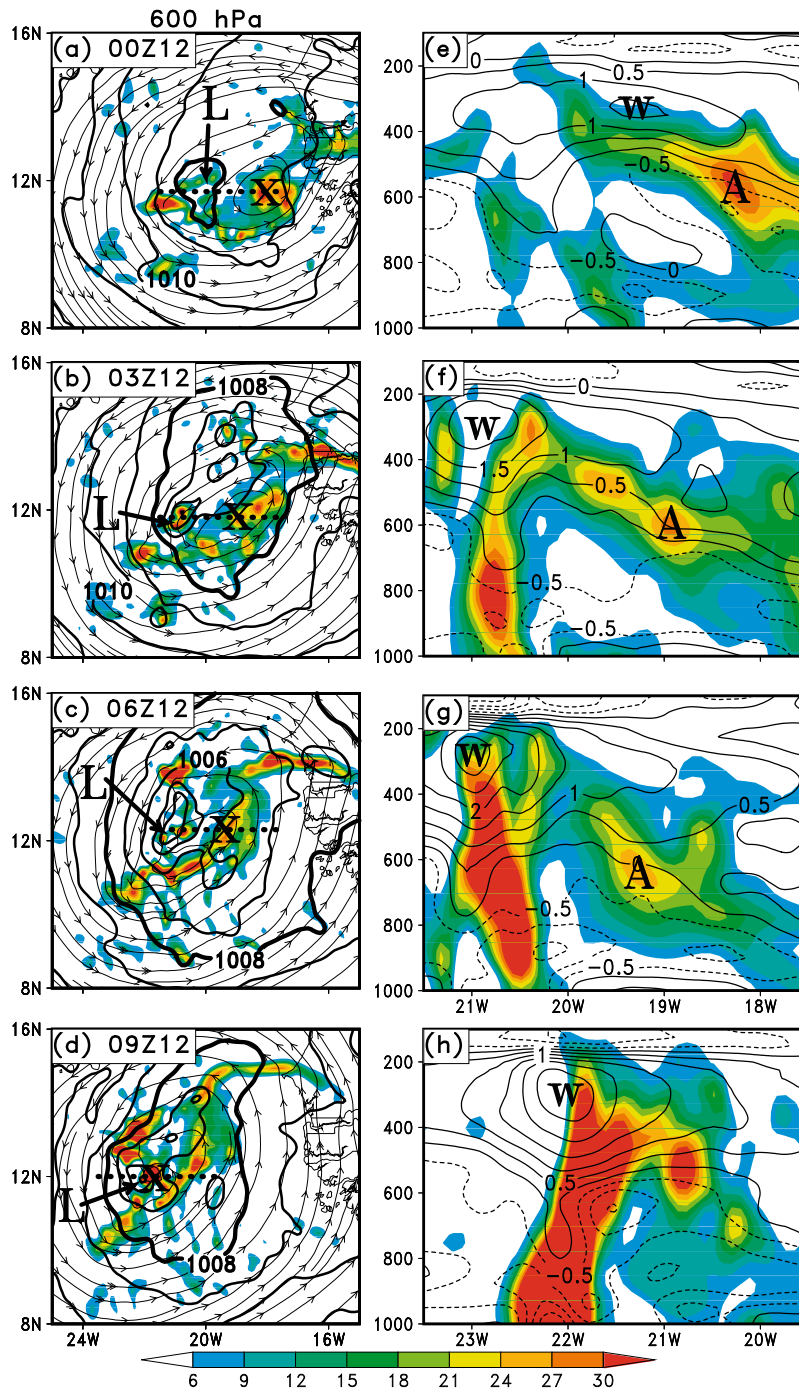 600 hPa
16N
(a) 00Z12
L
12N
X
1010
8N
(e)
200
0
0.5
1
W
400
1
-0.5
600
A
800
-0.5
0
1000
16N
(b) 03Z12
1008
12N
L
X
1010
8N
(f)
200
0
W
400
1.5
1
0.5
600
A
800
-0.5
-0.5
1000
16N
(c) 06Z12
1006
L
12N
X
1008
8N
(g)
200
W
400
2
1
0.5
600
A
800
-0.5
-0.5
1000
21W 20W 19W 18W
16N
(d) 09Z12
12N
X
L
1008
8N
24W 20W 16W
(h)
200
1
W
400
600
0.5
800
-0.5
1000
23W 22W 21W 20W
6 9 12 15 18 21 24 27 30